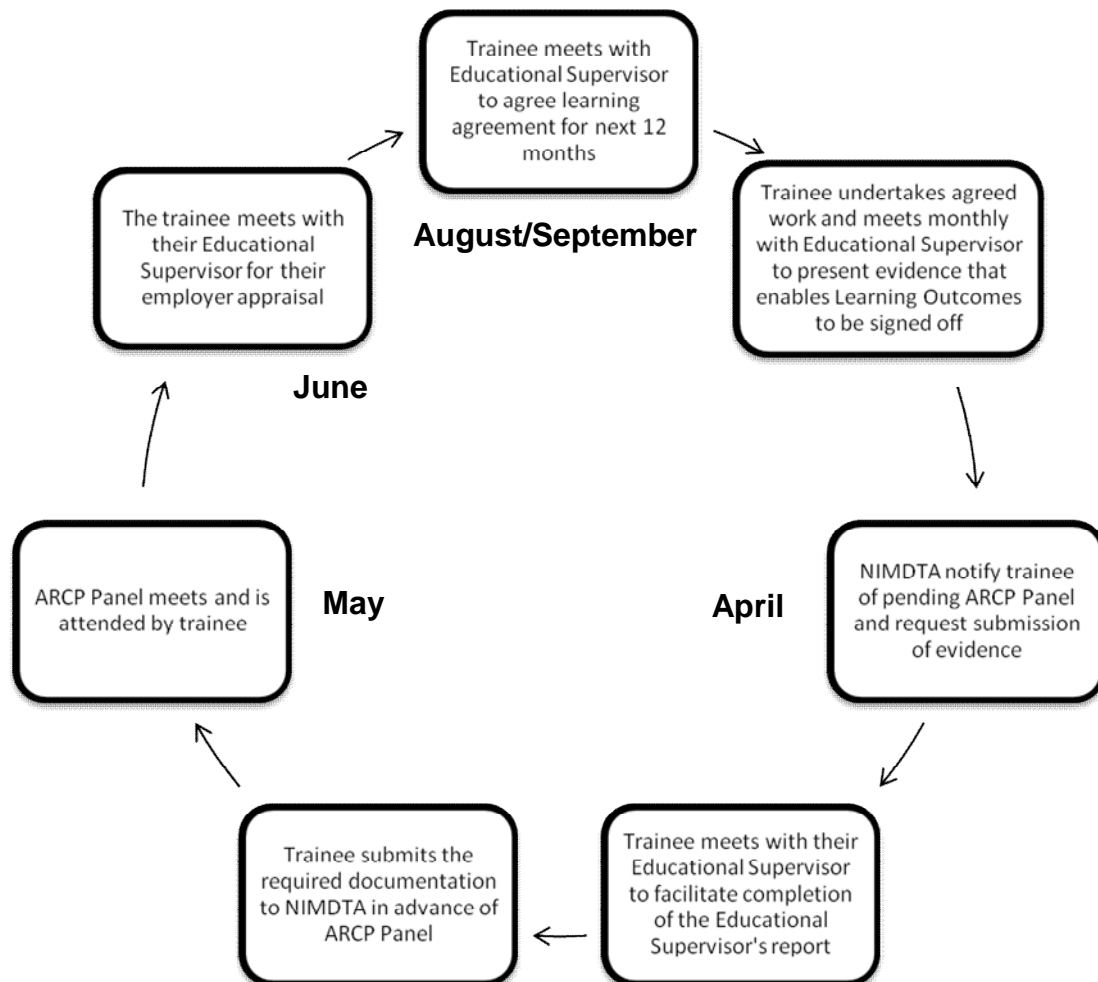 Trainee meets with
Educational Supervisor
to agree learning
agreement for next 12
months
August/September
Trainee undertakes agreed
work and meets monthly
with Educational Supervisor
to present evidence that
enables Learning Outcomes
to be signed off
NIMDTA notify trainee
of pending ARCP Panel
and request submission
of evidence
April
Trainee meets with their
Educational Supervisor
to facilitate completion
of the Educational
Supervisor's report
Trainee submits the
required documentation
to NIMDTA in advance of
ARCP Panel
ARCP Panel meets and is
attended by trainee
May
The trainee meets with
their Educational
Supervisor for their
employer appraisal
June